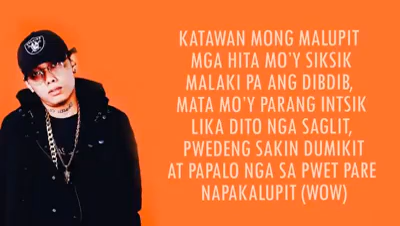 KATAWAN MONG MALUPIT
MGA HITA MO'Y SIKSIK
MALAKI PA ANG DIBDIB,
MATA MO'Y PARANG INTSIK
LIKA DITO NGA SAGLIT,
PWEDENG SAKIN DUMIKIT
AT PAPALO NGA SA PWET PARE
NAPAKALUPIT (WOW)